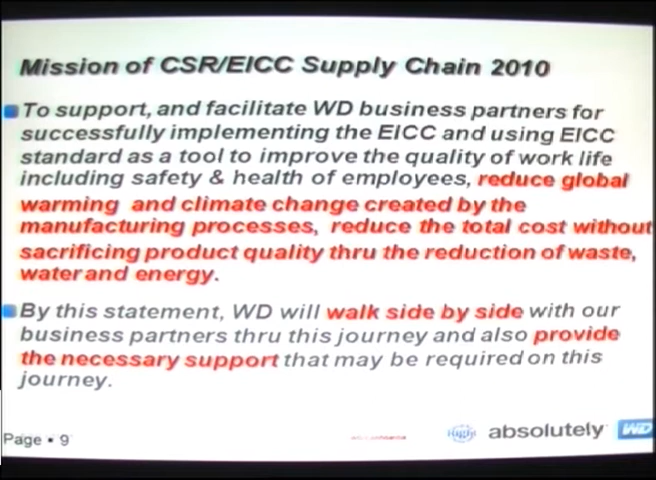 Mission of CSR/EICC Supply Chain 2010
To support, and facilitate WD business partners for
successfully implementing the EICC and using EICC
standard as a tool to improve the quality of work life
including safety & health of employees, reduce global
warming and climate change created by the
manufacturing processes, reduce the total cost without
sacrificing product quality thru the reduction of waste,
water and energy.
By this statement, WD will walk side by side with our
business partners thru this journey and also provide
the necessary support that may be required on this
journey.
Page • 9
absolutely WD